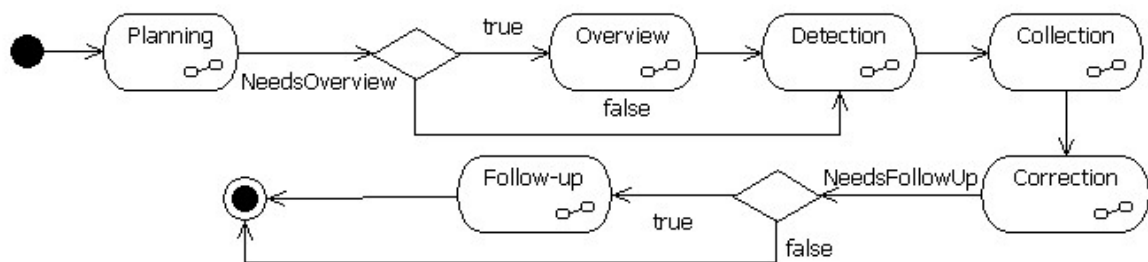 Planning
NeedsOverview
true
false
Overview
Detection
Collection
Correction
NeedsFollowUp
true
false
Follow-up